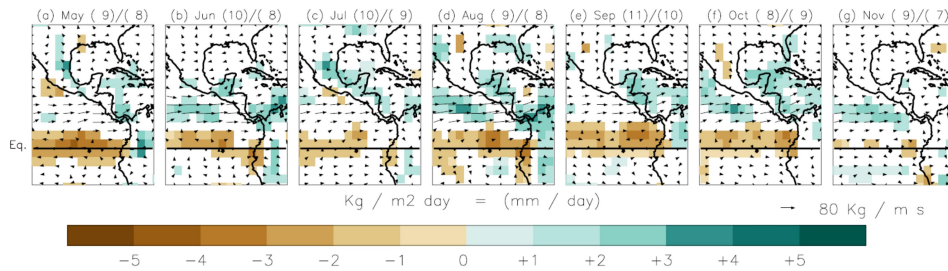 (a) May ( 9)/( 8) (b) Jun (10)/( 8) (c) Jul (10)/( 9) (d) Aug ( 9)/( 8) (e) Sep (11)/(10) (f) Oct ( 8)/( 9) (g) Nov ( 9)/( 7
Eq.
Kg / m2 day = (mm / day) 80 Kg / m s
-5 -4 -3 -2 -1 0 +1 +2 +3 +4 +5